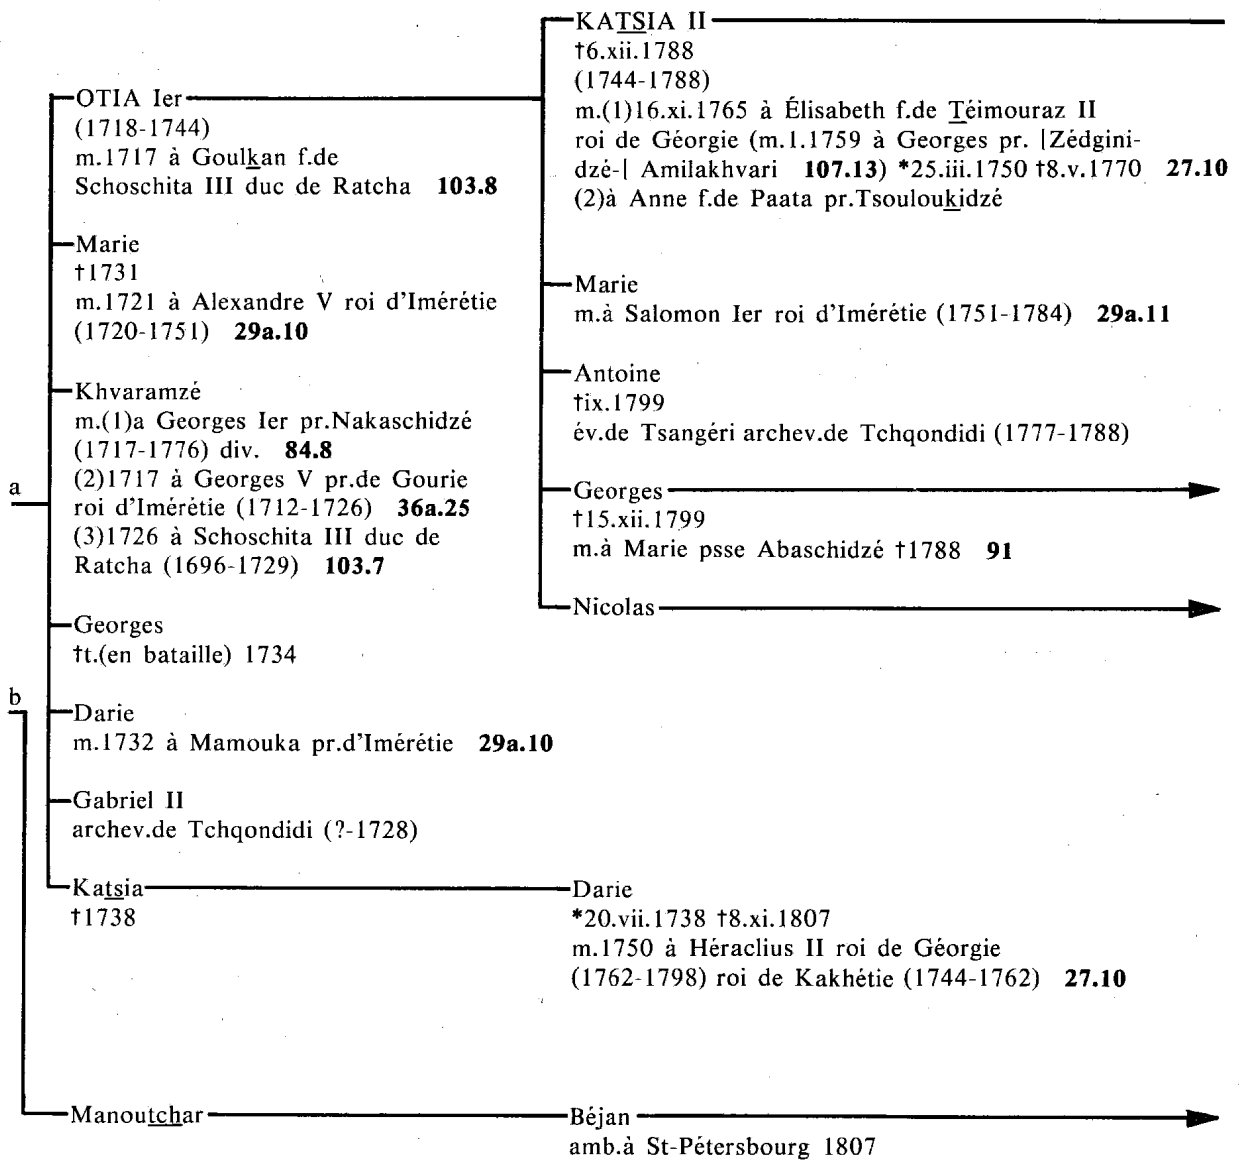 a
b
OTIA Ier
(1718-1744)
m.1717 à Goulkan f.de
Schoschita III duc de Ratcha 103.8
Marie
†1731
m.1721 à Alexandre V roi d'Imérétie
(1720-1751) 29a.10
Khvaramzé
m.(1)a Georges Ier pr.Nakaschidzé
(1717-1776) div. 84.8
(2)1717 à Georges V pr.de Gourie
roi d'Imérétie (1712-1726) 36a.25
(3)1726 à Schoschita III duc de
Ratcha (1696-1729) 103.7
Georges
†t.(en bataille) 1734
Darie
m.1732 à Mamouka pr.d'Imérétie 29a.10
Gabriel II
archev.de Tchqondidi (?-1728)
Katsia
†1738
Manoutchar
KATSIA II
†6.xii.1788
(1744-1788)
m.(1)16.xi.1765 à Élisabeth f.de Téimouraz II
roi de Géorgie (m.1.1759 à Georges pr. |Zédgini-
dzé-| Amilakhvari 107.13) *25.iii.1750 †8.v.1770 27.10
(2)à Anne f.de Paata pr.Tsouloukidzé
Marie
m.à Salomon Ier roi d'Imérétie (1751-1784) 29a.11
Antoine
†ix.1799
év.de Tsangéri archev.de Tchqondidi (1777-1788)
Georges
†15.xii.1799
m.à Marie psse Abaschidzé †1788 91
Nicolas
Darie
*20.vii.1738 †8.xi.1807
m.1750 à Héraclius II roi de Géorgie
(1762-1798) roi de Kakhétie (1744-1762) 27.10
Béjan
amb.à St-Pétersbourg 1807